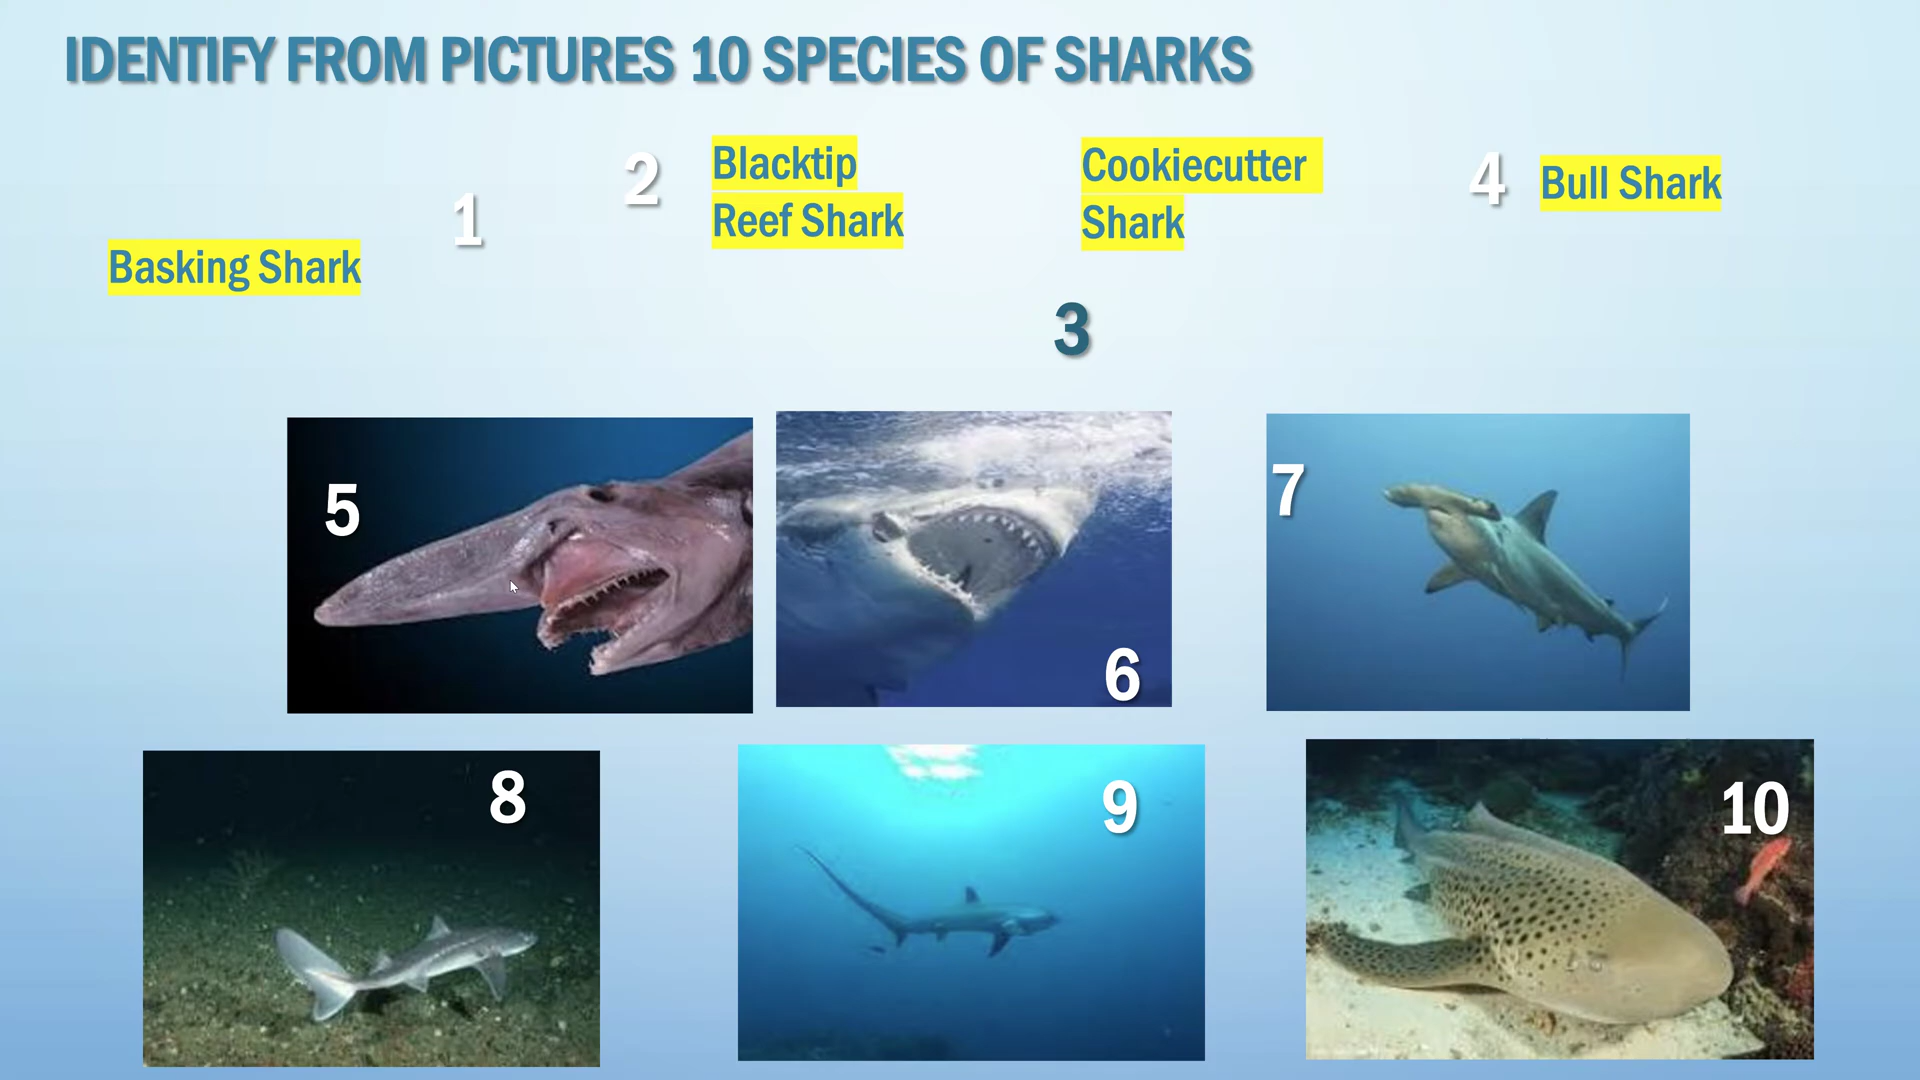 IDENTIFY FROM PICTURES 10 SPECIES OF SHARKS
Basking Shark
1
2
Blacktip
Reef Shark
Cookiecutter
Shark
3
4
Bull Shark
5
6
7
8
9
10